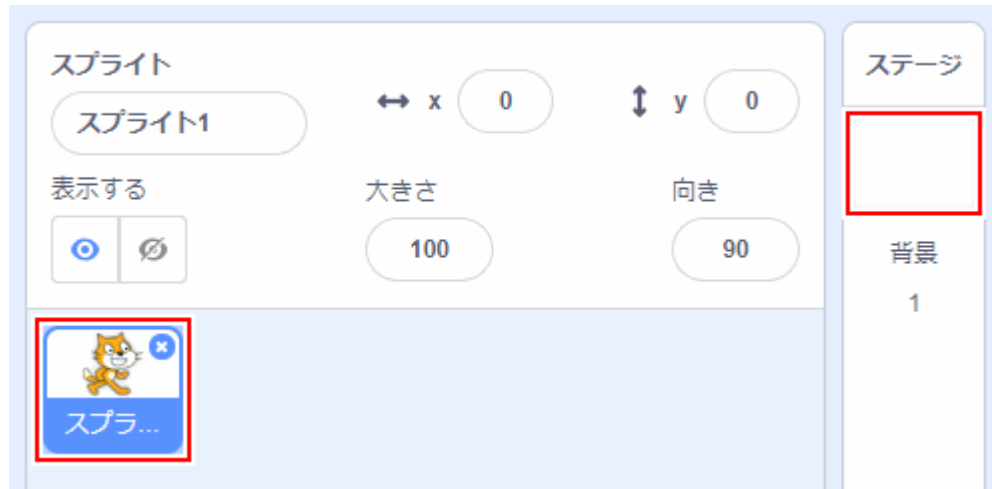 スプライト
スプライト1
x 0
y 0
表示する
大きさ
100
向き
90
スプラ...
ステージ
背景
1